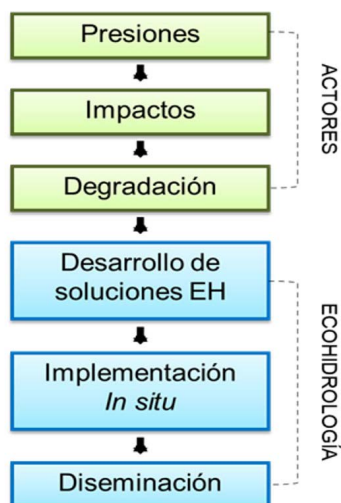 Presiones
Impactos
Degradación
ACTORES
Desarrollo de
soluciones EH
Implementación
In situ
Diseminación
ECOHIDROLOGÍA